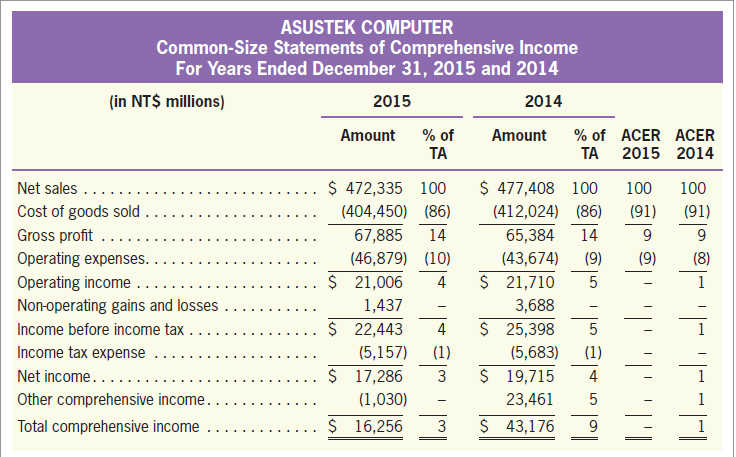 ASUSTEK COMPUTER
Common-Size Statements of Comprehensive Income
For Years Ended December 31, 2015 and 2014
(in NT$ millions) 2015 2014
Amount % of TA Amount % of TA ACER 2015 ACER 2014
Net sales . . . . . . . . . . . . . . . . . . . . . . . . . . . $ 472,335 100 $ 477,408 100 100 100
Cost of goods sold . . . . . . . . . . . . . . . . . . . . (404,450) (86) (412,024) (86) (91) (91)
Gross profit . . . . . . . . . . . . . . . . . . . . . . . . . 67,885 14 65,384 14 9 9
Operating expenses. . . . . . . . . . . . . . . . . . . . (46,879) (10) (43,674) (9) (9) (8)
Operating income . . . . . . . . . . . . . . . . . . . . . $ 21,006 4 $ 21,710 5 – 1
Non-operating gains and losses . . . . . . . . . . . 1,437 – 3,688 – – –
Income before income tax . . . . . . . . . . . . . . . $ 22,443 4 $ 25,398 5 – 1
Income tax expense . . . . . . . . . . . . . . . . . . . (5,157) (1) (5,683) (1) – –
Net income. . . . . . . . . . . . . . . . . . . . . . . . . . $ 17,286 3 $ 19,715 4 – 1
Other comprehensive income. . . . . . . . . . . . . (1,030) – 23,461 5 – 1
Total comprehensive income . . . . . . . . . . . . . $ 16,256 3 $ 43,176 9 – 1